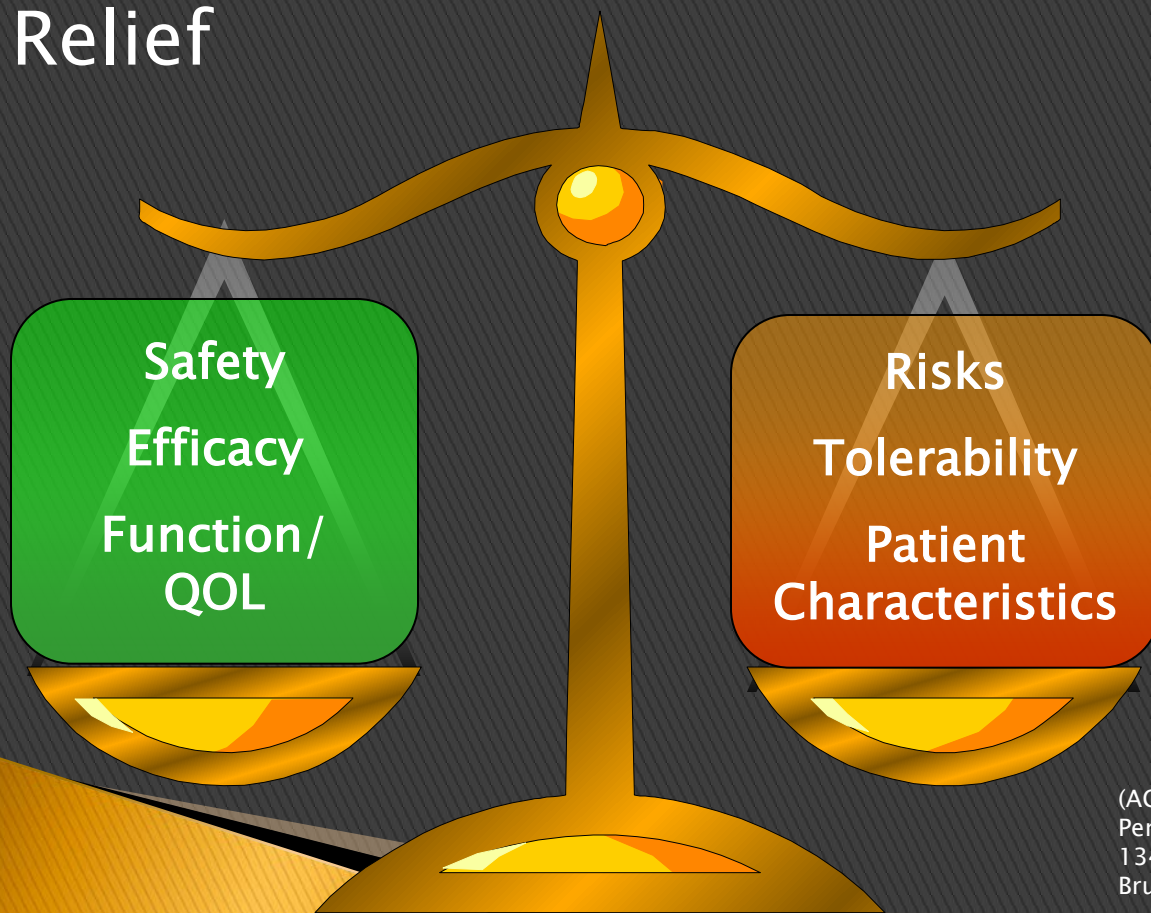 Relief
Safety
Efficacy
Function/
QOL
Risks
Tolerability
Patient
Characteristics